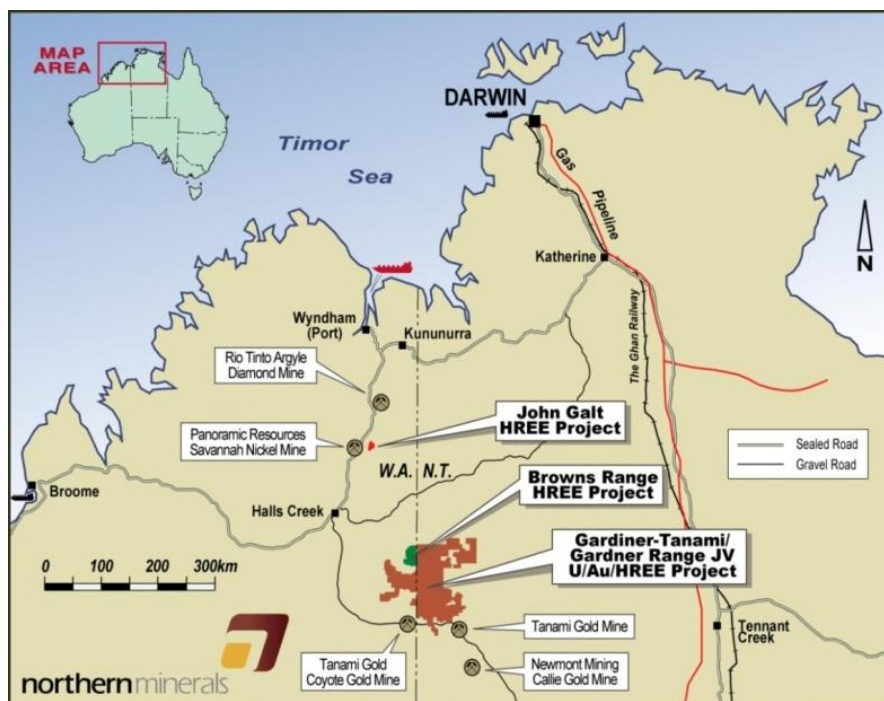 MAP
AREA
DARWIN
Timor
Sea
Gas
Pipeline
Katherine
N
Wyndham
(Port)
Kununurra
The Ghan Railway
Rio Tinto Argyle
Diamond Mine
John Galt
HREE Project
Panoramic Resources
Savannah Nickel Mine
Sealed Road
Gravel Road
W.A.
N.T.
Browns Range
HREE Project
Broome
Halls Creek
Gardiner-Tanami/
Gardner Range JV
U/Au/HREE Project
0 100 200 300km
Tanami Gold Mine
Tennant
Creek
Tanami Gold
Coyote Gold Mine
Newmont Mining
Callie Gold Mine
northernminerals